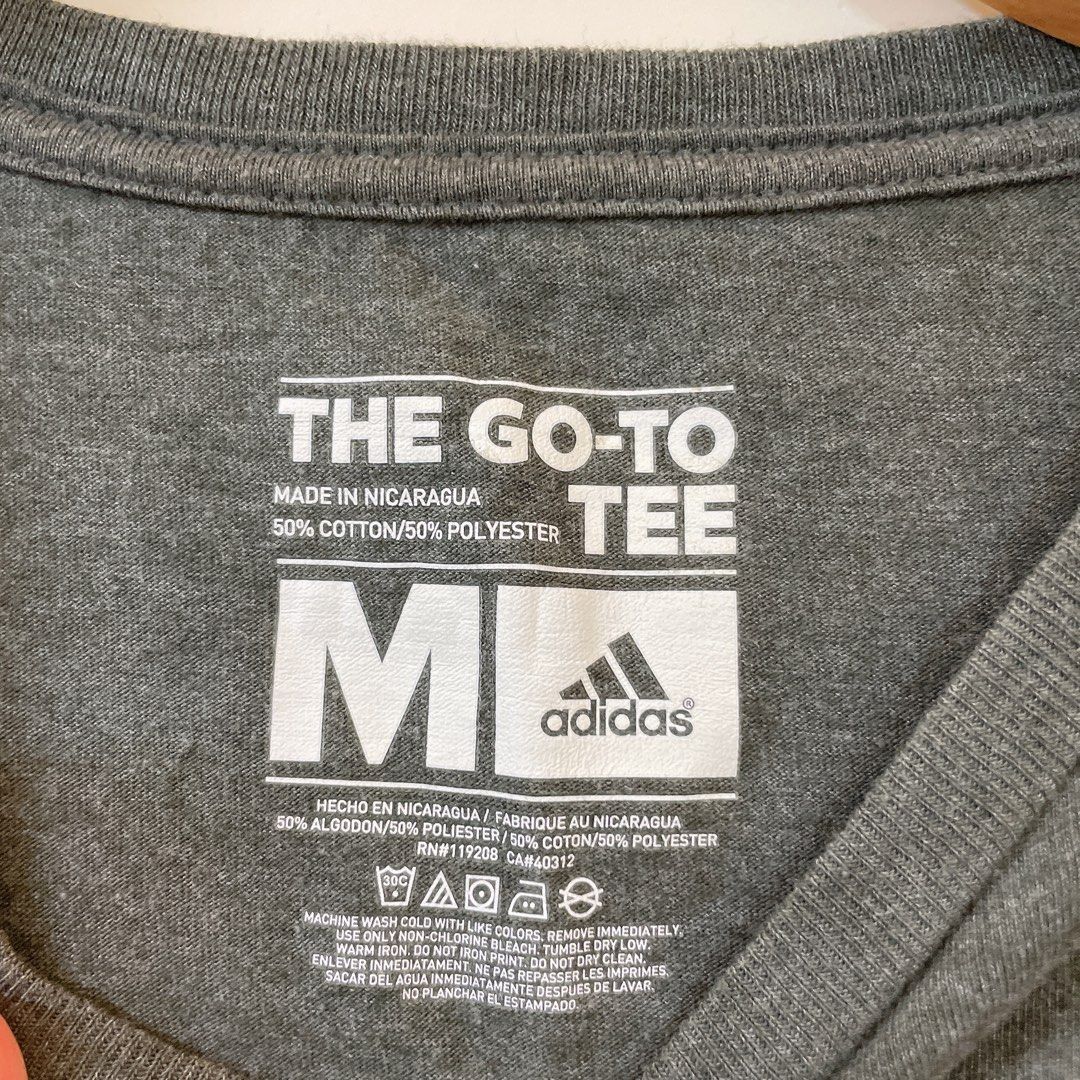 THE GO-TO
TEE
MADE IN NICARAGUA
50% COTTON/50% POLYESTER
M
adidas®
HECHO EN NICARAGUA / FABRIQUE AU NICARAGUA
50% ALGODON/50% POLIESTER/50% COTON/50% POLYESTER
RN#119208 CA#40312
30C
MACHINE WASH COLD WITH LIKE COLORS. REMOVE IMMEDIATELY.
USE ONLY NON-CHLORINE BLEACH. TUMBLE DRY LOW.
WARM IRON. DO NOT IRON PRINT. DO NOT DRY CLEAN.
ENLEVER INMEDIATAMENT. NE PAS REPASSER LES IMPRIMES.
SACAR DEL AGUA INMEDIATAMENTE DESPUES DE LAVAR.
NO PLANCHAR EL ESTAMPADO.